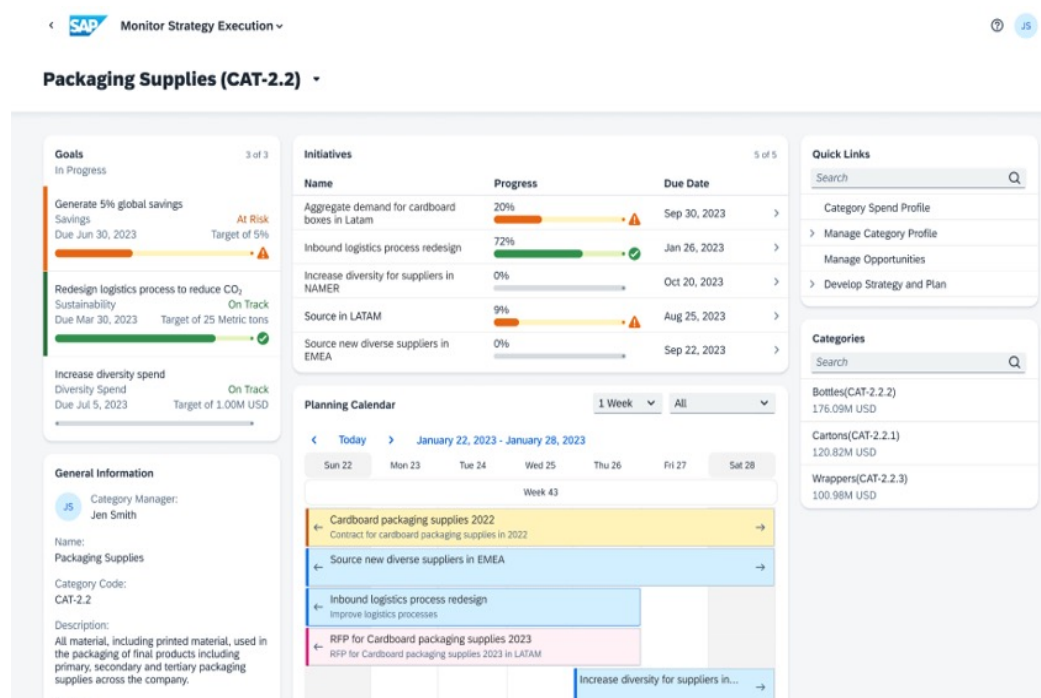 SAP Monitor Strategy Execution
JS
Packaging Supplies (CAT-2.2)
Goals 3 of 3
In Progress
Generate 5% global savings
Savings At Risk
Due Jun 30, 2023 Target of 5%
Redesign logistics process to reduce CO₂
Sustainability On Track
Due Mar 30, 2023 Target of 25 Metric tons
Increase diversity spend
Diversity Spend On Track
Due Jul 5, 2023 Target of 1.00M USD
General Information
JS
Category Manager:
Jen Smith
Name:
Packaging Supplies
Category Code:
CAT-2.2
Description:
All material, including printed material, used in
the packaging of final products including
primary, secondary and tertiary packaging
supplies across the company.
Initiatives 5 of 5
Name Progress Due Date
Aggregate demand for cardboard
boxes in Latam
20%
Sep 30, 2023
Inbound logistics process redesign
72%
Jan 26, 2023
Increase diversity for suppliers in
NAMER
0%
Oct 20, 2023
Source in LATAM
9%
Aug 25, 2023
Source new diverse suppliers in
EMEA
0%
Sep 22, 2023
Planning Calendar 1 Week All
Today January 22, 2023 - January 28, 2023
Sun 22 Mon 23 Tue 24 Wed 25 Thu 26 Fri 27 Sat 28
Week 43
Cardboard packaging supplies 2022
Contract for cardboard packaging supplies in 2022
Source new diverse suppliers in EMEA
Inbound logistics process redesign
Improve logistics processes
RFP for Cardboard packaging supplies 2023
RFP for Cardboard packaging supplies 2023 in LATAM
Increase diversity for suppliers in...
Quick Links
Search
Category Spend Profile
Manage Category Profile
Manage Opportunities
Develop Strategy and Plan
Categories
Search
Bottles(CAT-2.2.2)
176.09M USD
Cartons(CAT-2.2.1)
120.82M USD
Wrappers(CAT-2.2.3)
100.98M USD